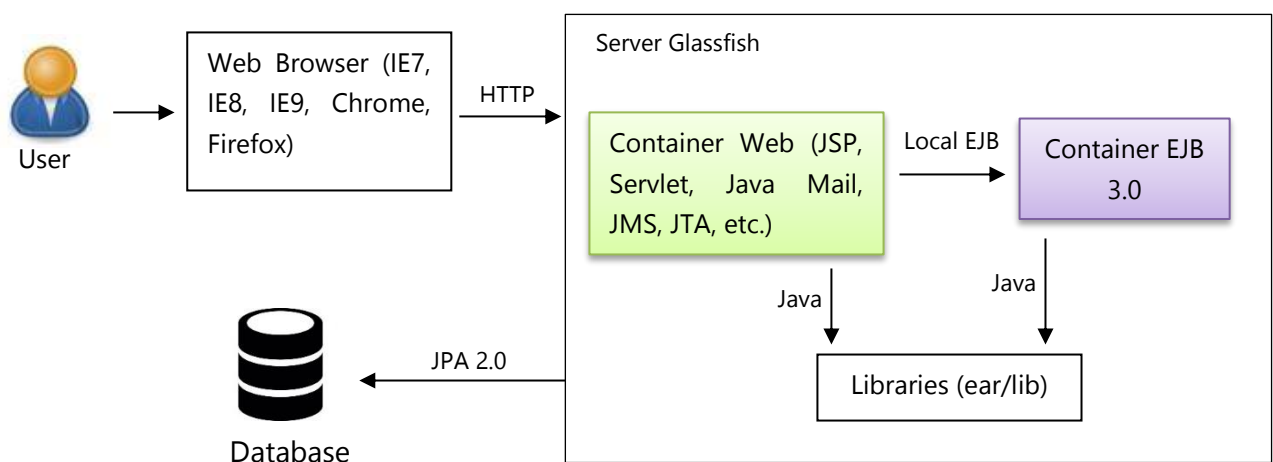 User
Web Browser (IE7,
IE8, IE9, Chrome,
Firefox)
HTTP
Server Glassfish
Container Web (JSP,
Servlet, Java Mail,
JMS, JTA, etc.)
Local EJB
Container EJB
3.0
Java
Java
Libraries (ear/lib)
JPA 2.0
Database